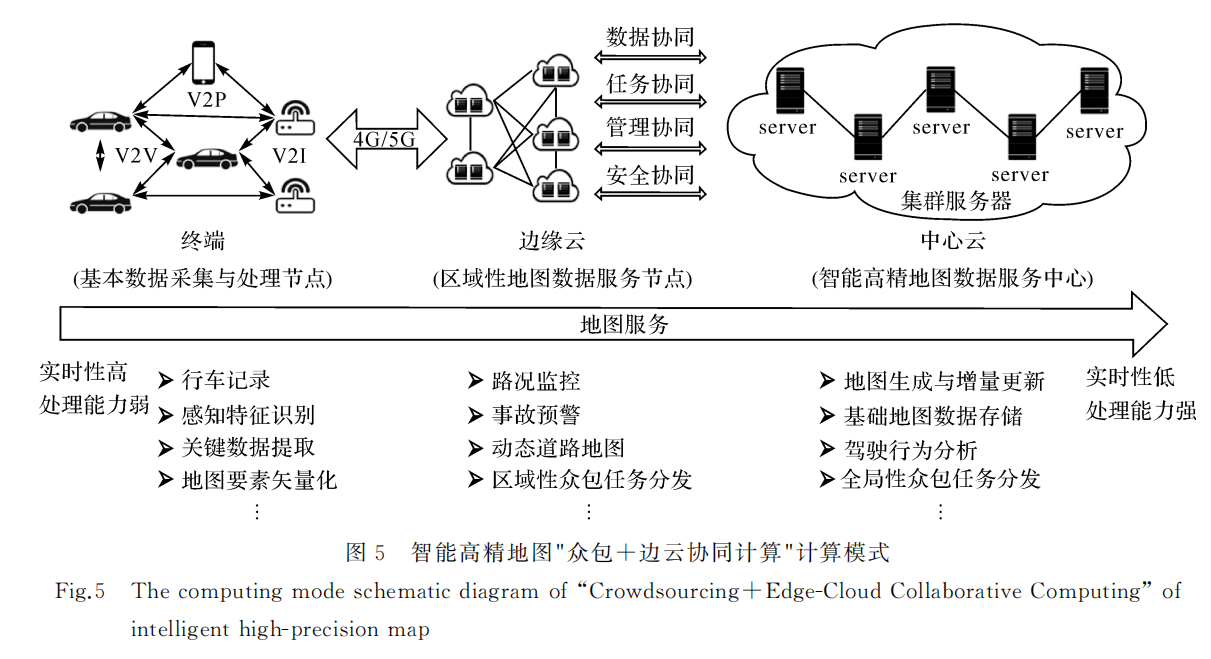 数据协同
任务协同
管理协同
安全协同
V2P
V2V
V2I
4G/5G
server
server
server
server
server
集群服务器
终端
边缘云
中心云
(基本数据采集与处理节点)
(区域性地图数据服务节点)
(智能高精地图数据服务中心)
地图服务
实时性高
处理能力弱
➤ 行车记录
➤ 感知特征识别
➤ 关键数据提取
➤ 地图要素矢量化
⋮
➤ 路况监控
➤ 事故预警
➤ 动态道路地图
➤ 区域性众包任务分发
⋮
➤ 地图生成与增量更新
➤ 基础地图数据存储
➤ 驾驶行为分析
➤ 全局性众包任务分发
⋮
实时性低
处理能力强
图 5 智能高精地图"众包＋边云协同计算"计算模式
Fig.5 The computing mode schematic diagram of “Crowdsourcing＋Edge-Cloud Collaborative Computing” of
intelligent high-precision map